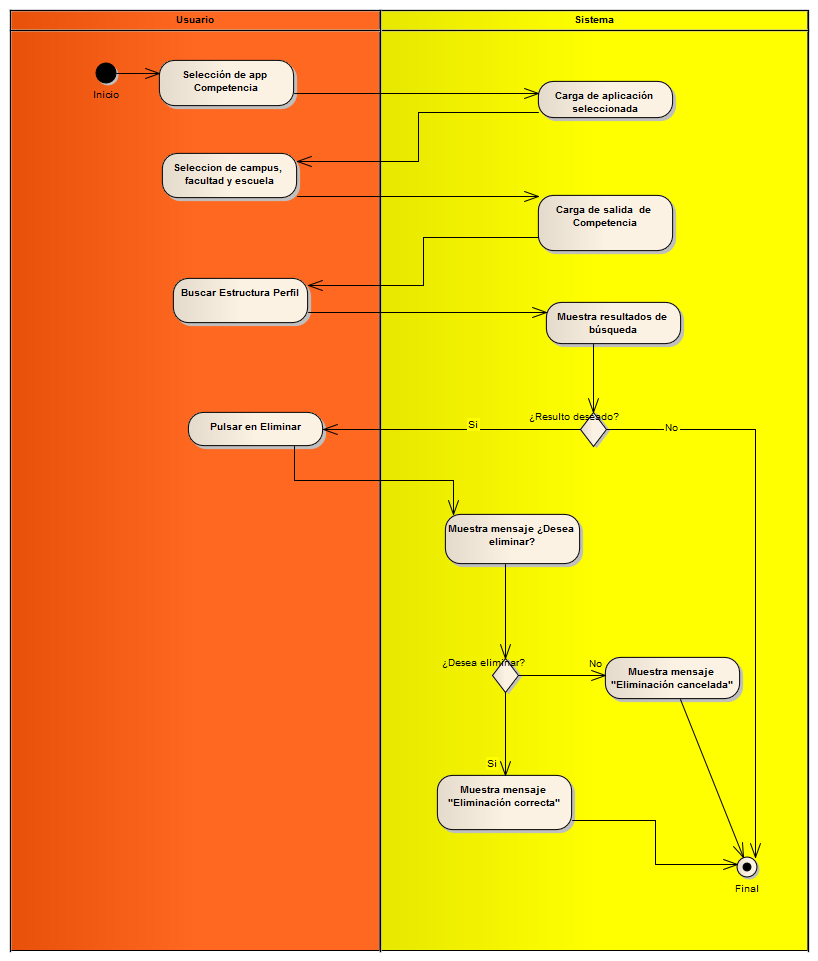 Usuario
Sistema
Inicio
Selección de app
Competencia
Carga de aplicación
seleccionada
Seleccion de campus,
facultad y escuela
Carga de salida de
Competencia
Buscar Estructura Perfil
Muestra resultados de
búsqueda
¿Resulto deseado?
Si
No
Pulsar en Eliminar
Muestra mensaje ¿Desea
eliminar?
¿Desea eliminar?
No
Muestra mensaje
"Eliminación cancelada"
Si
Muestra mensaje
"Eliminación correcta"
Final